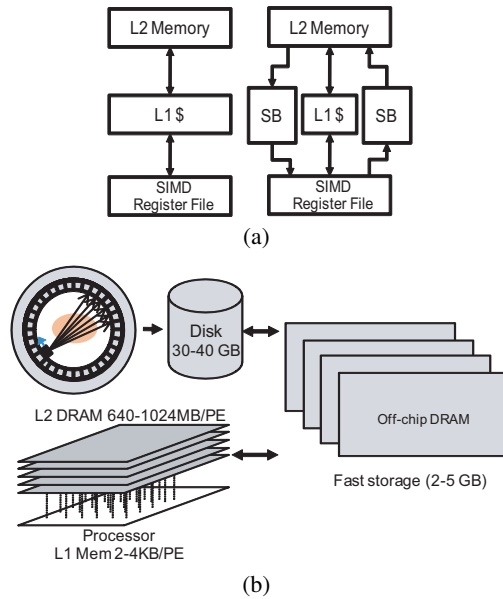 L2 Memory
L2 Memory
L1 $
SB
L1 $
SB
SIMD
Register File
SIMD
Register File
(a)
Disk
30-40 GB
L2 DRAM 640-1024MB/PE
Off-chip DRAM
Fast storage (2-5 GB)
Processor
L1 Mem 2-4KB/PE
(b)